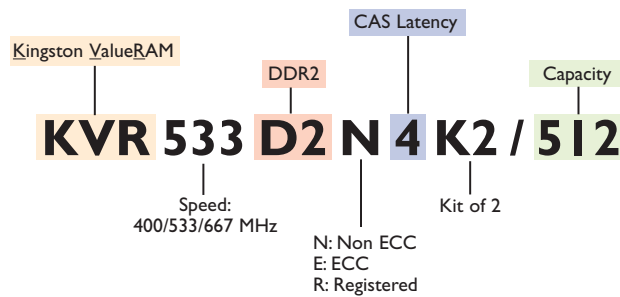 CAS Latency
Kingston ValueRAM
DDR2
Capacity
KVR 533 D2 N 4 K2 / 512
Speed:
400/533/667 MHz
Kit of 2
N: Non ECC
E: ECC
R: Registered